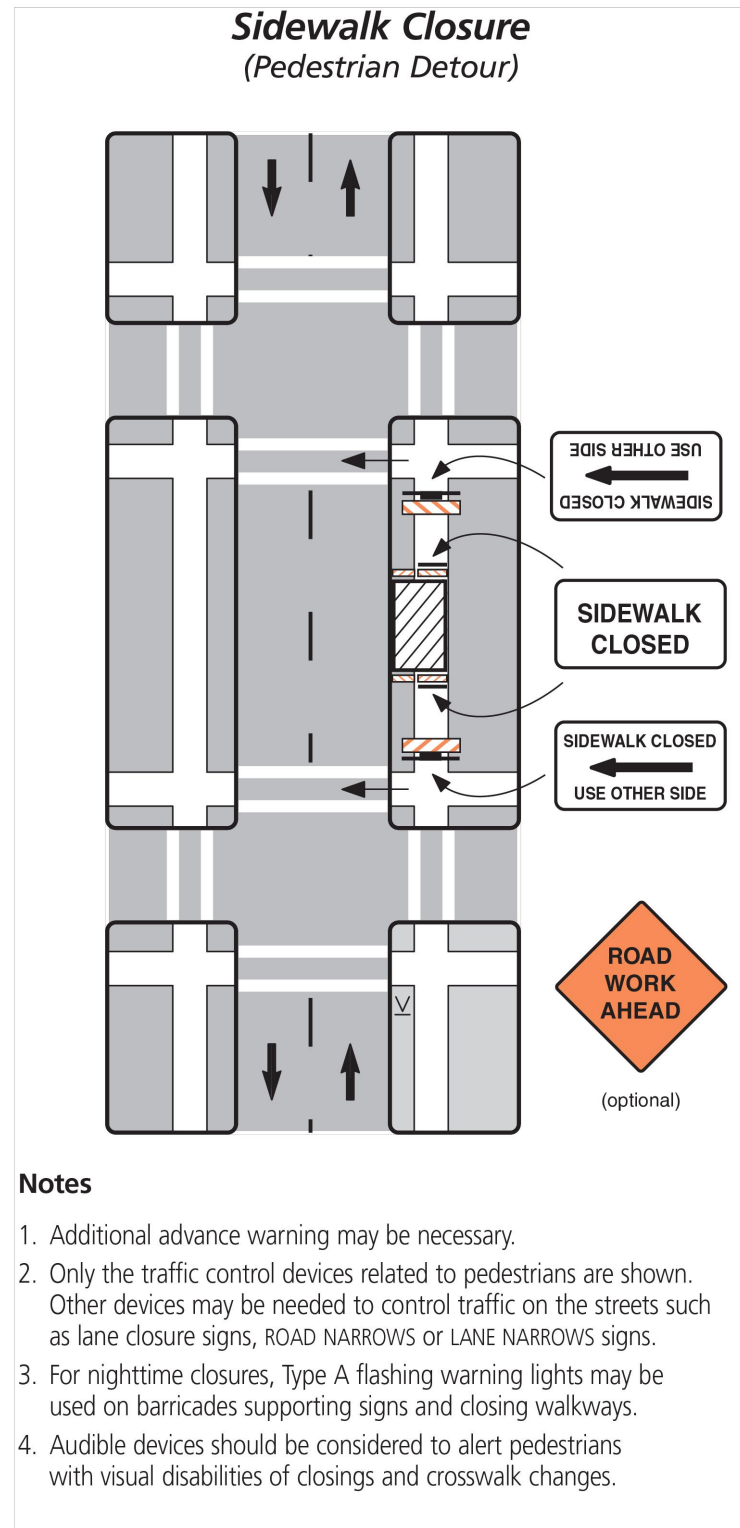 Sidewalk Closure
(Pedestrian Detour)
USE OTHER SIDE
SIDEWALK CLOSED
SIDEWALK
CLOSED
SIDEWALK CLOSED
USE OTHER SIDE
ROAD
WORK
AHEAD
(optional)
Notes
1. Additional advance warning may be necessary.
2. Only the traffic control devices related to pedestrians are shown.
Other devices may be needed to control traffic on the streets such
as lane closure signs, ROAD NARROWS or LANE NARROWS signs.
3. For nighttime closures, Type A flashing warning lights may be
used on barricades supporting signs and closing walkways.
4. Audible devices should be considered to alert pedestrians
with visual disabilities of closings and crosswalk changes.